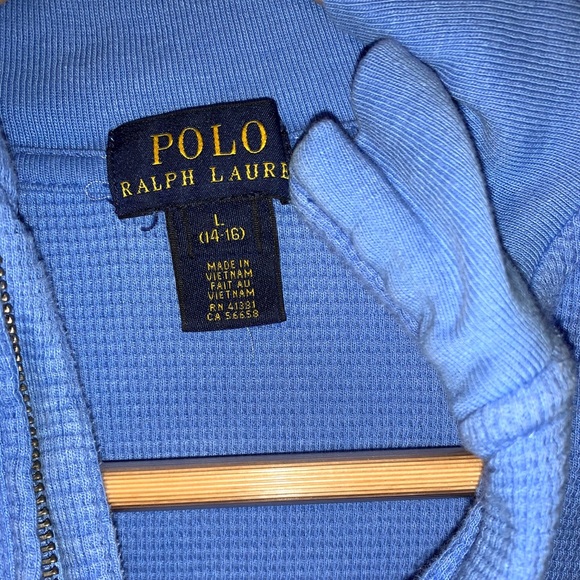 POLO
RALPH LAURE
L
(14-16)
MADE IN
VIETNAM
FAIT AU
VIETNAM
RN 41381
CA 56658